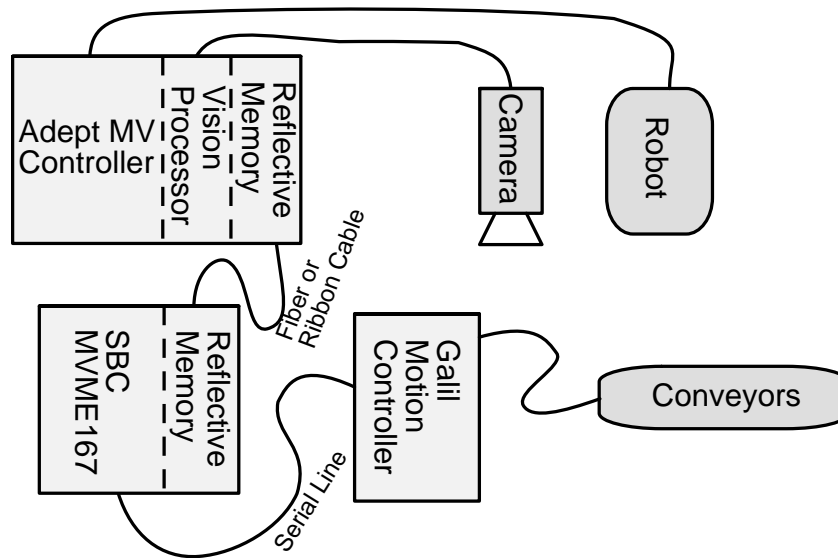 Adept MV
Controller
Vision
Processor
Reflective
Memory
Camera
Robot
Fiber or
Ribbon Cable
SBC
MVME167
Reflective
Memory
Galil
Motion
Controller
Conveyors
Serial Line